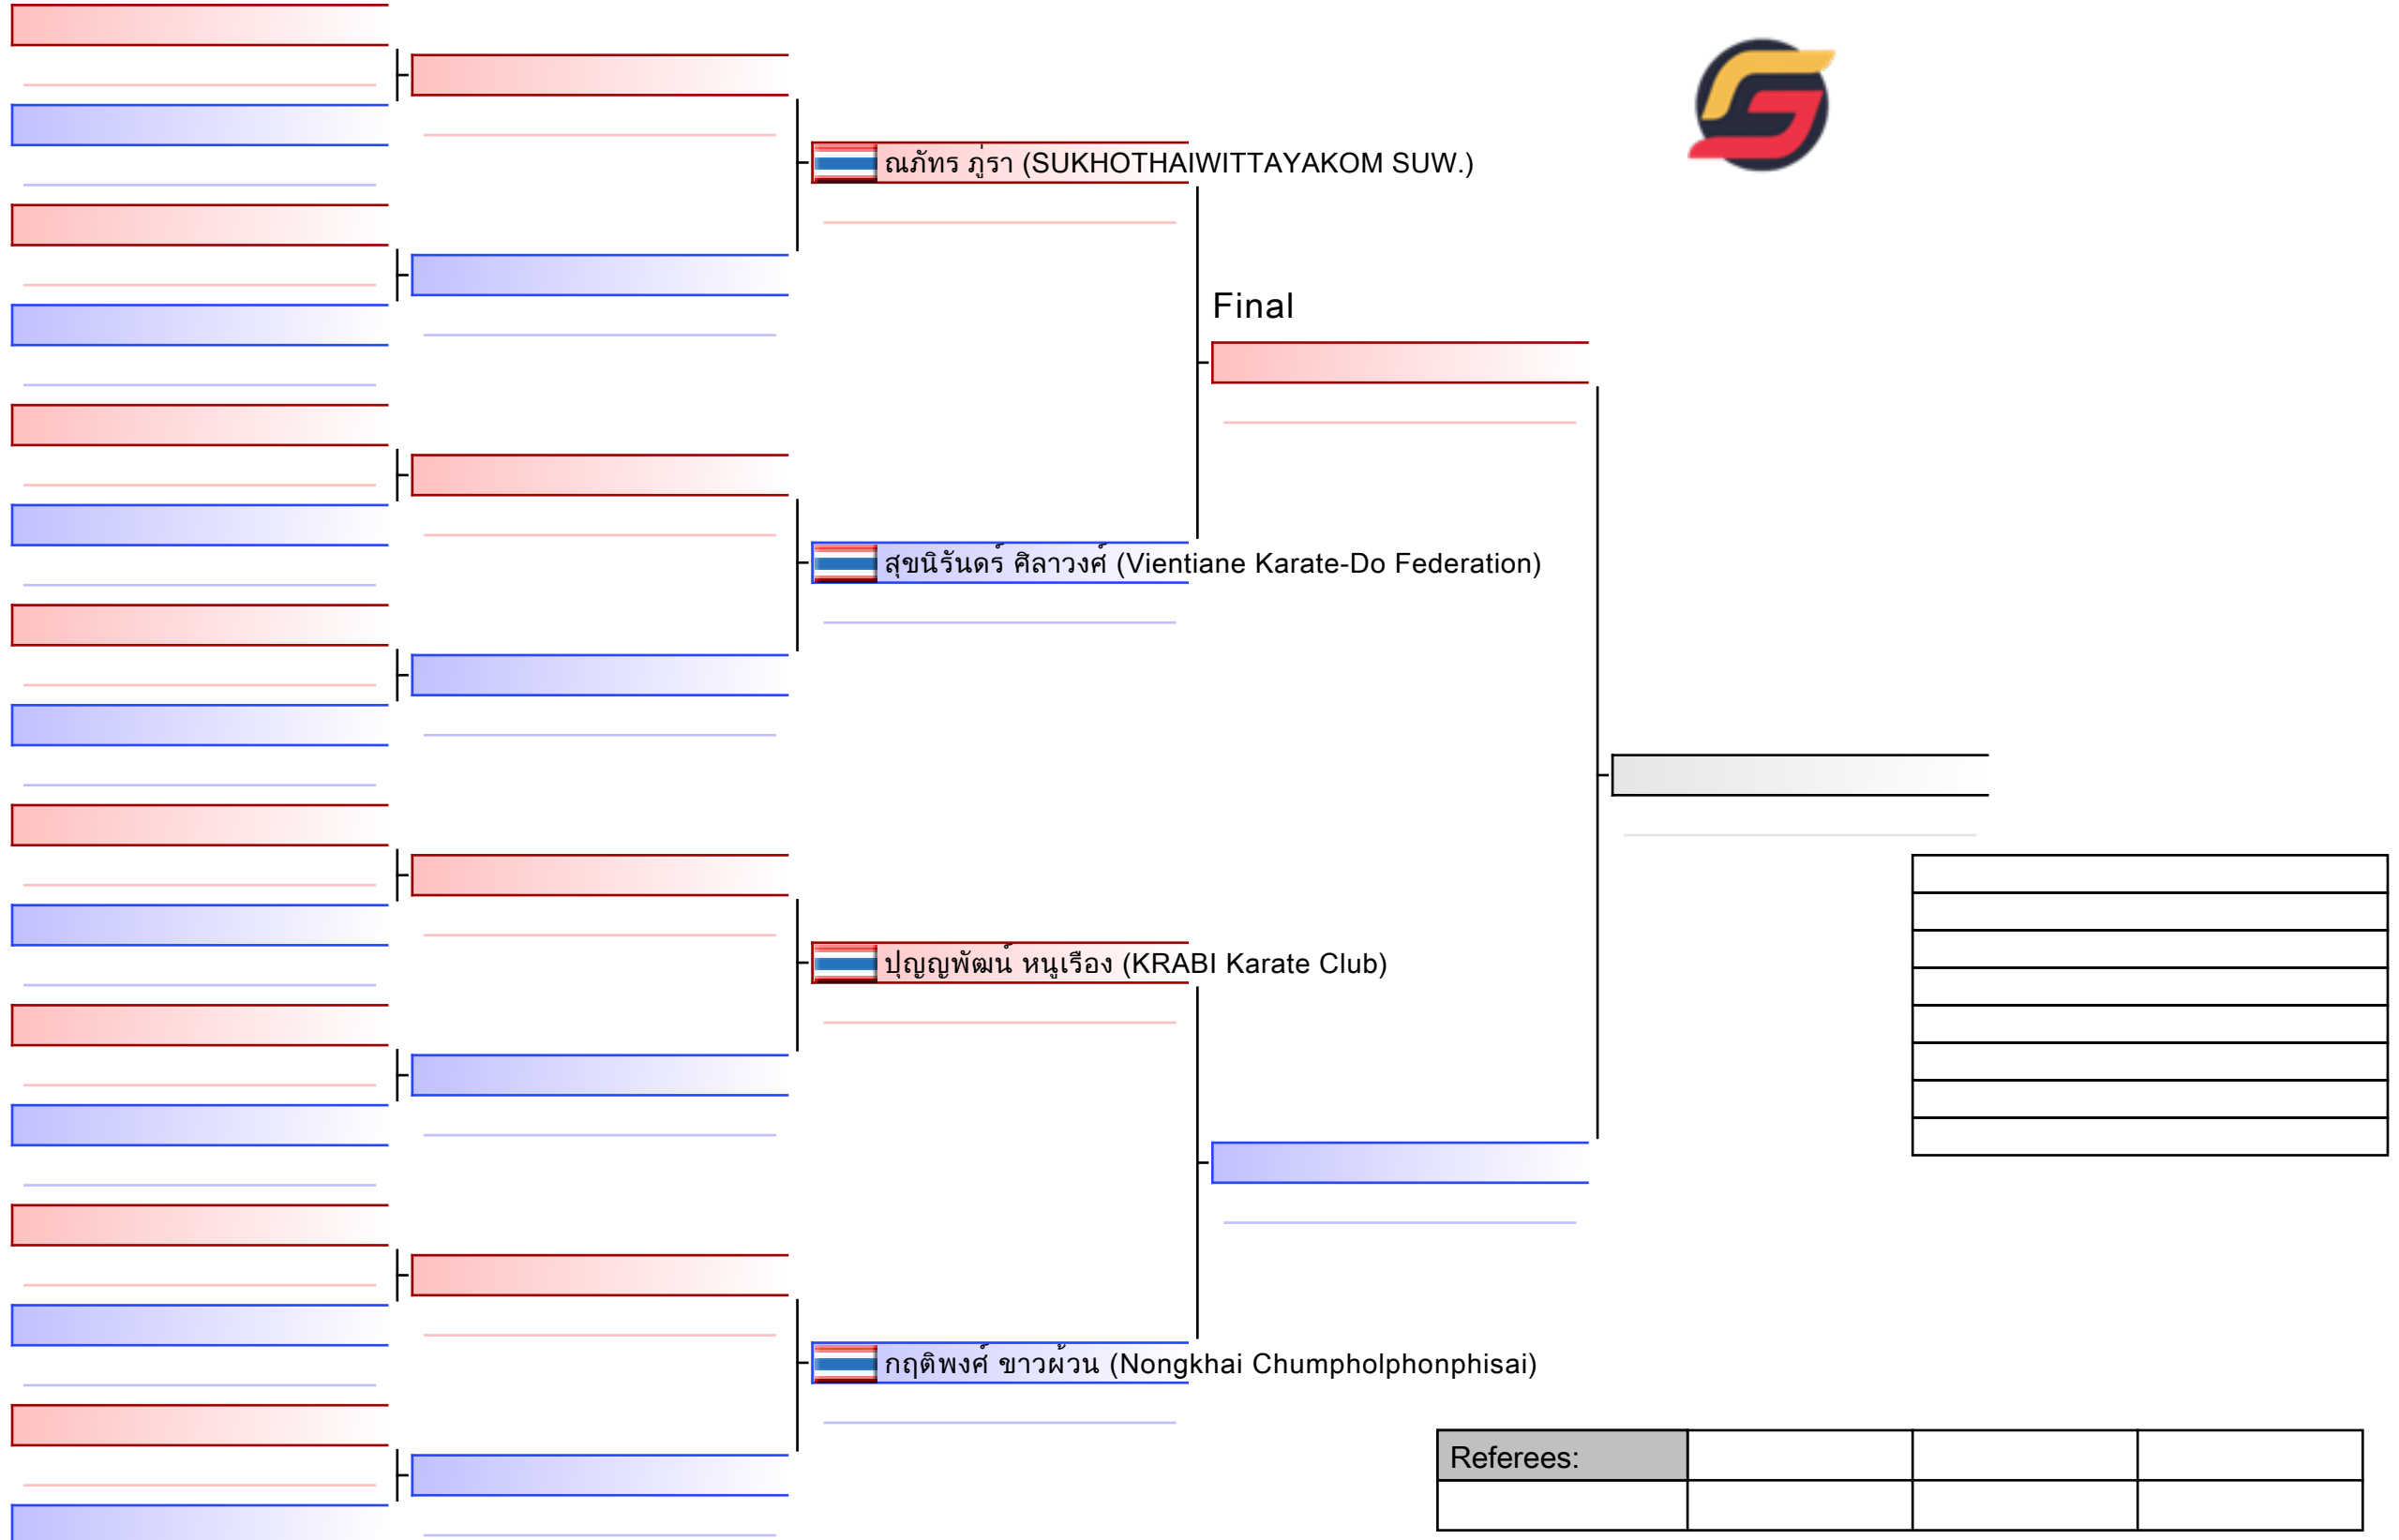 ณภัทร ภู่รา (SUKHOTHAIWITTAYAKOM SUW.)
Final
สุขนิรันดร์ ศิลาวงศ์ (Vientiane Karate-Do Federation)
ปุญญพัฒน์ หนูเรือง (KRABI Karate Club)
กฤติพงศ์ ขาวผ้วน (Nongkhai Chumpholphonphisai)
Referees: